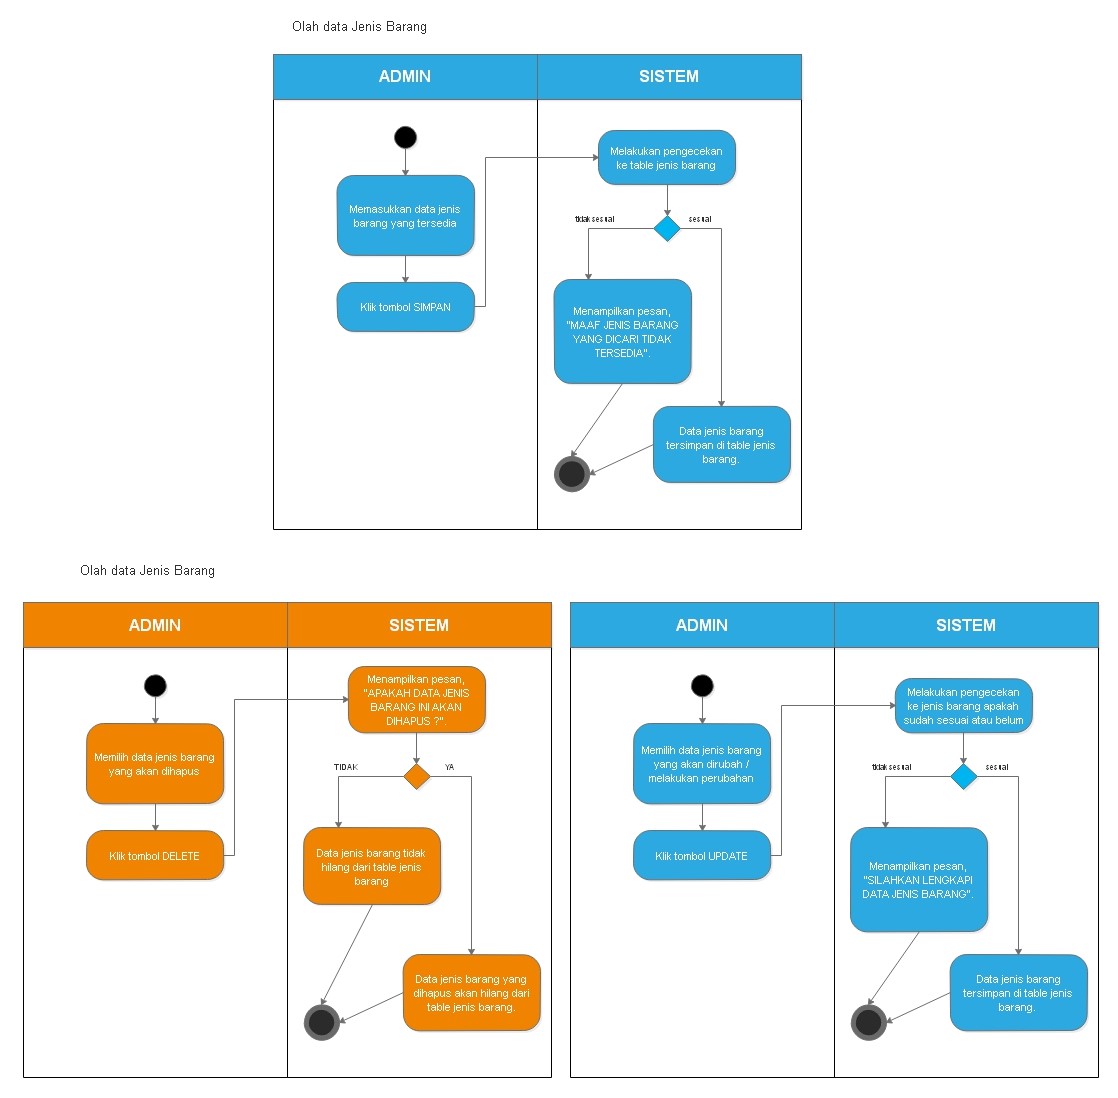 Olah data Jenis Barang
ADMIN
SISTEM
Memasukkan data jenis
barang yang tersedia
Klik tombol SIMPAN
Melakukan pengecekan
ke table jenis barang
tidak sesuai
sesuai
Menampilkan pesan,
"MAAF JENIS BARANG
YANG DICARI TIDAK
TERSEDIA".
Data jenis barang
tersimpan di table jenis
barang.
Olah data Jenis Barang
ADMIN
SISTEM
Memilih data jenis barang
yang akan dihapus
Klik tombol DELETE
Menampilkan pesan,
"APAKAH DATA JENIS
BARANG INI AKAN
DIHAPUS ?".
TIDAK
YA
Data jenis barang tidak
hilang dari table jenis
barang
Data jenis barang yang
dihapus akan hilang dari
table jenis barang.
ADMIN
SISTEM
Memilih data jenis barang
yang akan dirubah /
melakukan perubahan
Klik tombol UPDATE
Melakukan pengecekan
ke jenis barang apakah
sudah sesuai atau belum
tidak sesuai
sesuai
Menampilkan pesan,
"SILAHKAN LENGKAPI
DATA JENIS BARANG".
Data jenis barang
tersimpan di table jenis
barang.